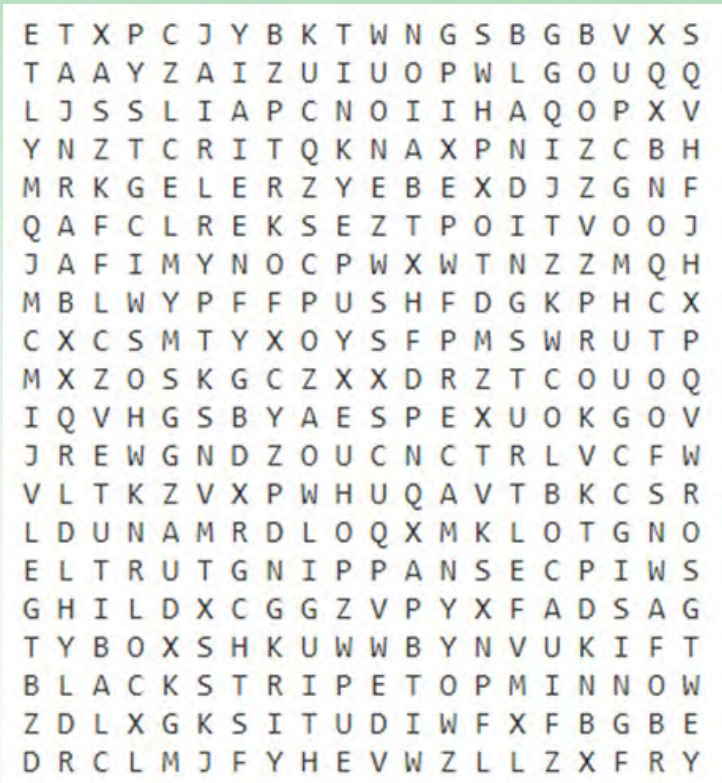 E T X P C J Y B K T W N G S B G B V X S
T A A Y Z A I Z U I U O P W L G O U Q Q
L J S S L I A P C N O I I H A Q O P X V
Y N Z T C R I T Q K N A X P N I Z C B H
M R K G E L E R Z Y E B E X D J Z G N F
Q A F C L R E K S E Z T P O I T V O O J
J A F I M Y N O C P W X W T N Z Z M Q H
M B L W Y P F F P U S H F D G K P H C X
C X C S M T Y X O Y S F P M S W R U T P
M X Z O S K G C Z X X D R Z T C O U O Q
I Q V H G S B Y A E S P E X U O K G O V
J R E W G N D Z O U C N C T R L V C F W
V L T K Z V X P W H U Q A V T B K C S R
L D U N A M R D L O Q X M K L O T G N O
E L T R U T G N I P P A N S E C P I W S
G H I L D X C G G Z V P Y X F A D S A G
T Y B O X S H K U W W B Y N V U K I F T
B L A C K S T R I P E T O P M I N N O W
Z D L X G K S I T U D I W F X F B G B E
D R C L M J F Y H E V W Z L L Z X F R Y